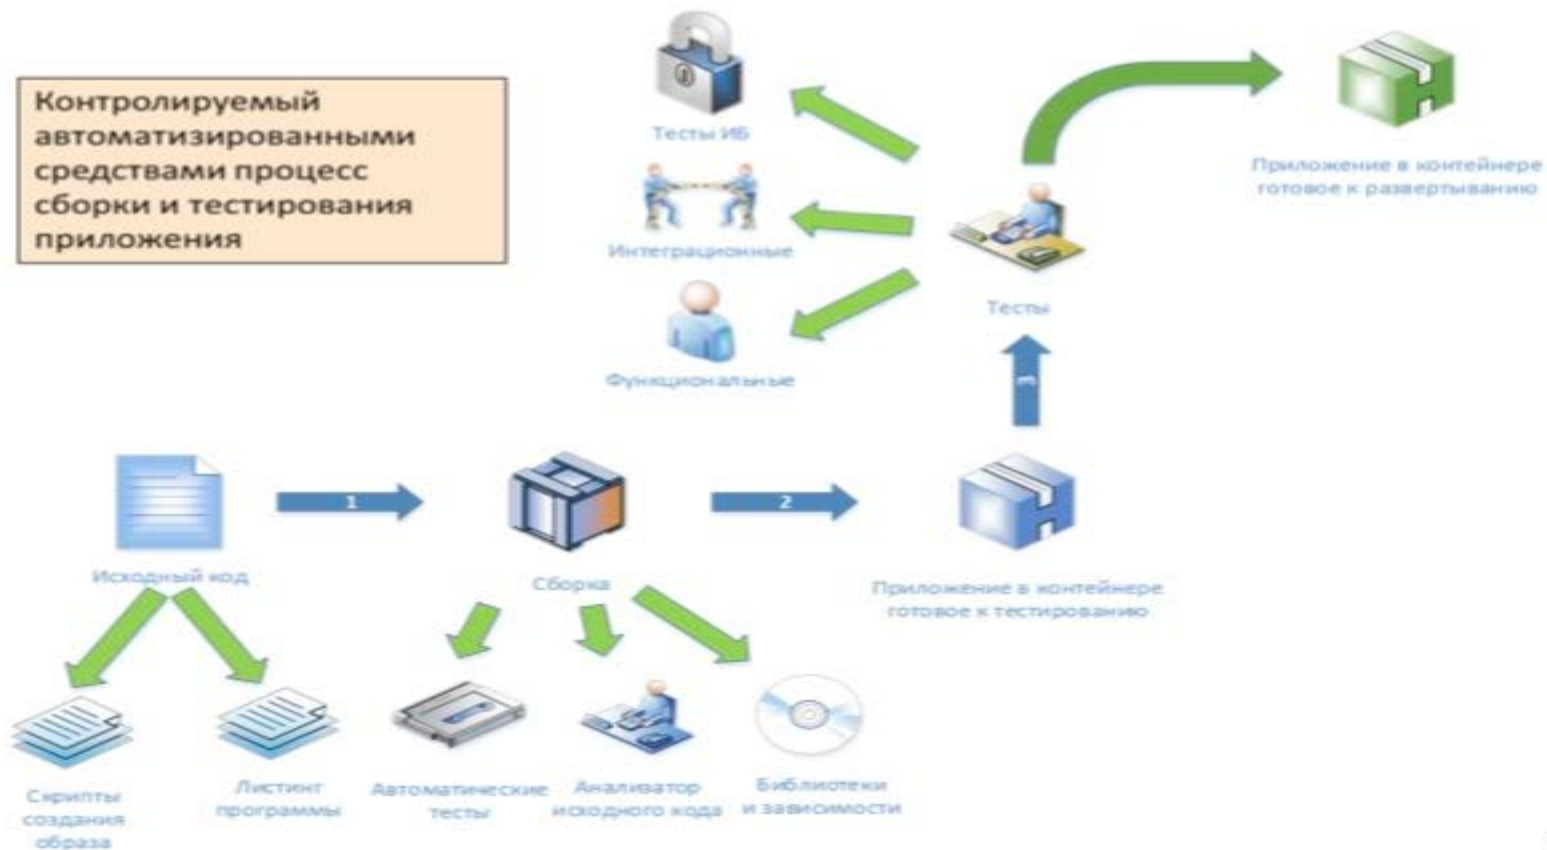 Контролируемый
автоматизированными
средствами процесс
сборки и тестирования
приложения
Тесты ИБ
Интеграционные
Функциональные
Тесты
Приложение в контейнере
готовое к развертыванию
3
Исходный код
1
Сборка
2
Приложение в контейнере
готовое к тестированию
Скрипты
создания
образа
Листинг
программы
Автоматические
тесты
Анализатор
исходного кода
Библиотеки
и зависимости